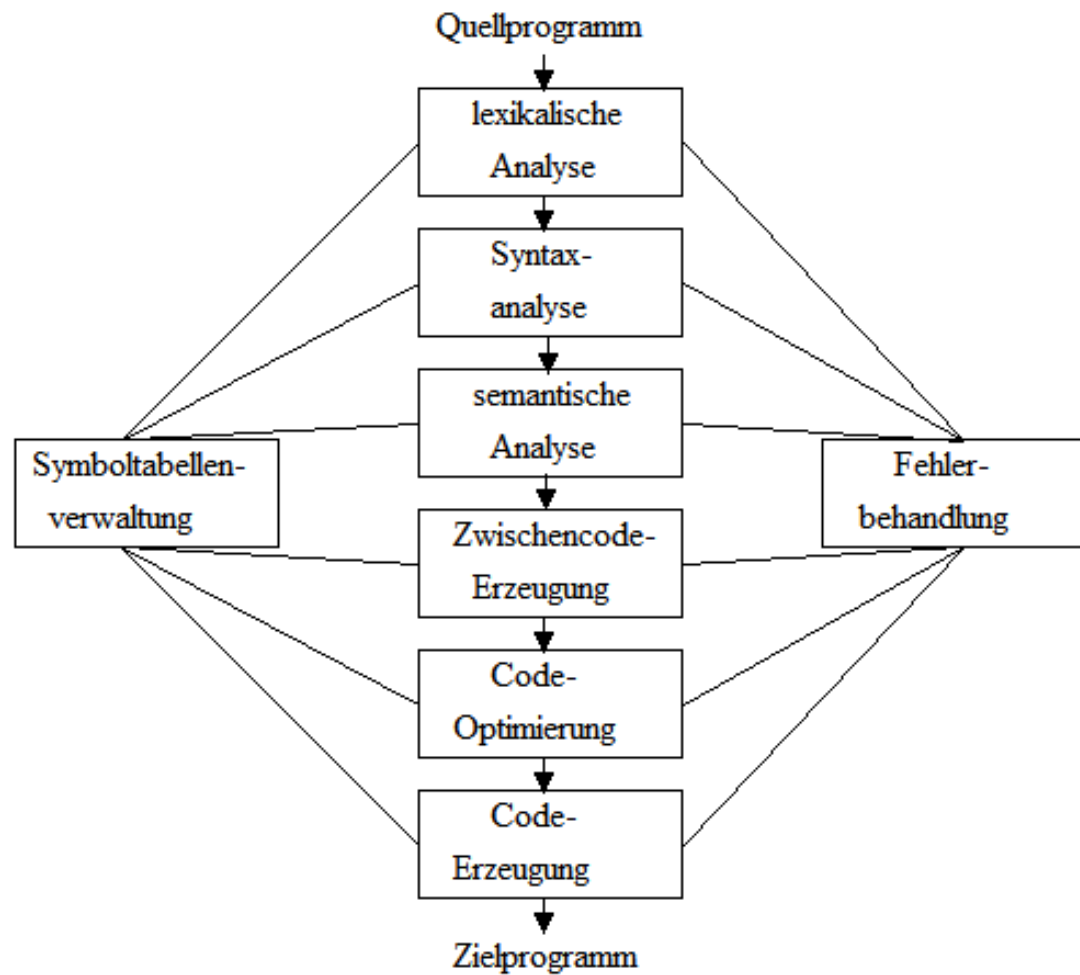 Quellprogramm
lexikalische
Analyse
Syntax-
analyse
semantische
Analyse
Symboltabellen-
verwaltung
Fehler-
behandlung
Zwischencode-
Erzeugung
Code-
Optimierung
Code-
Erzeugung
Zielprogramm